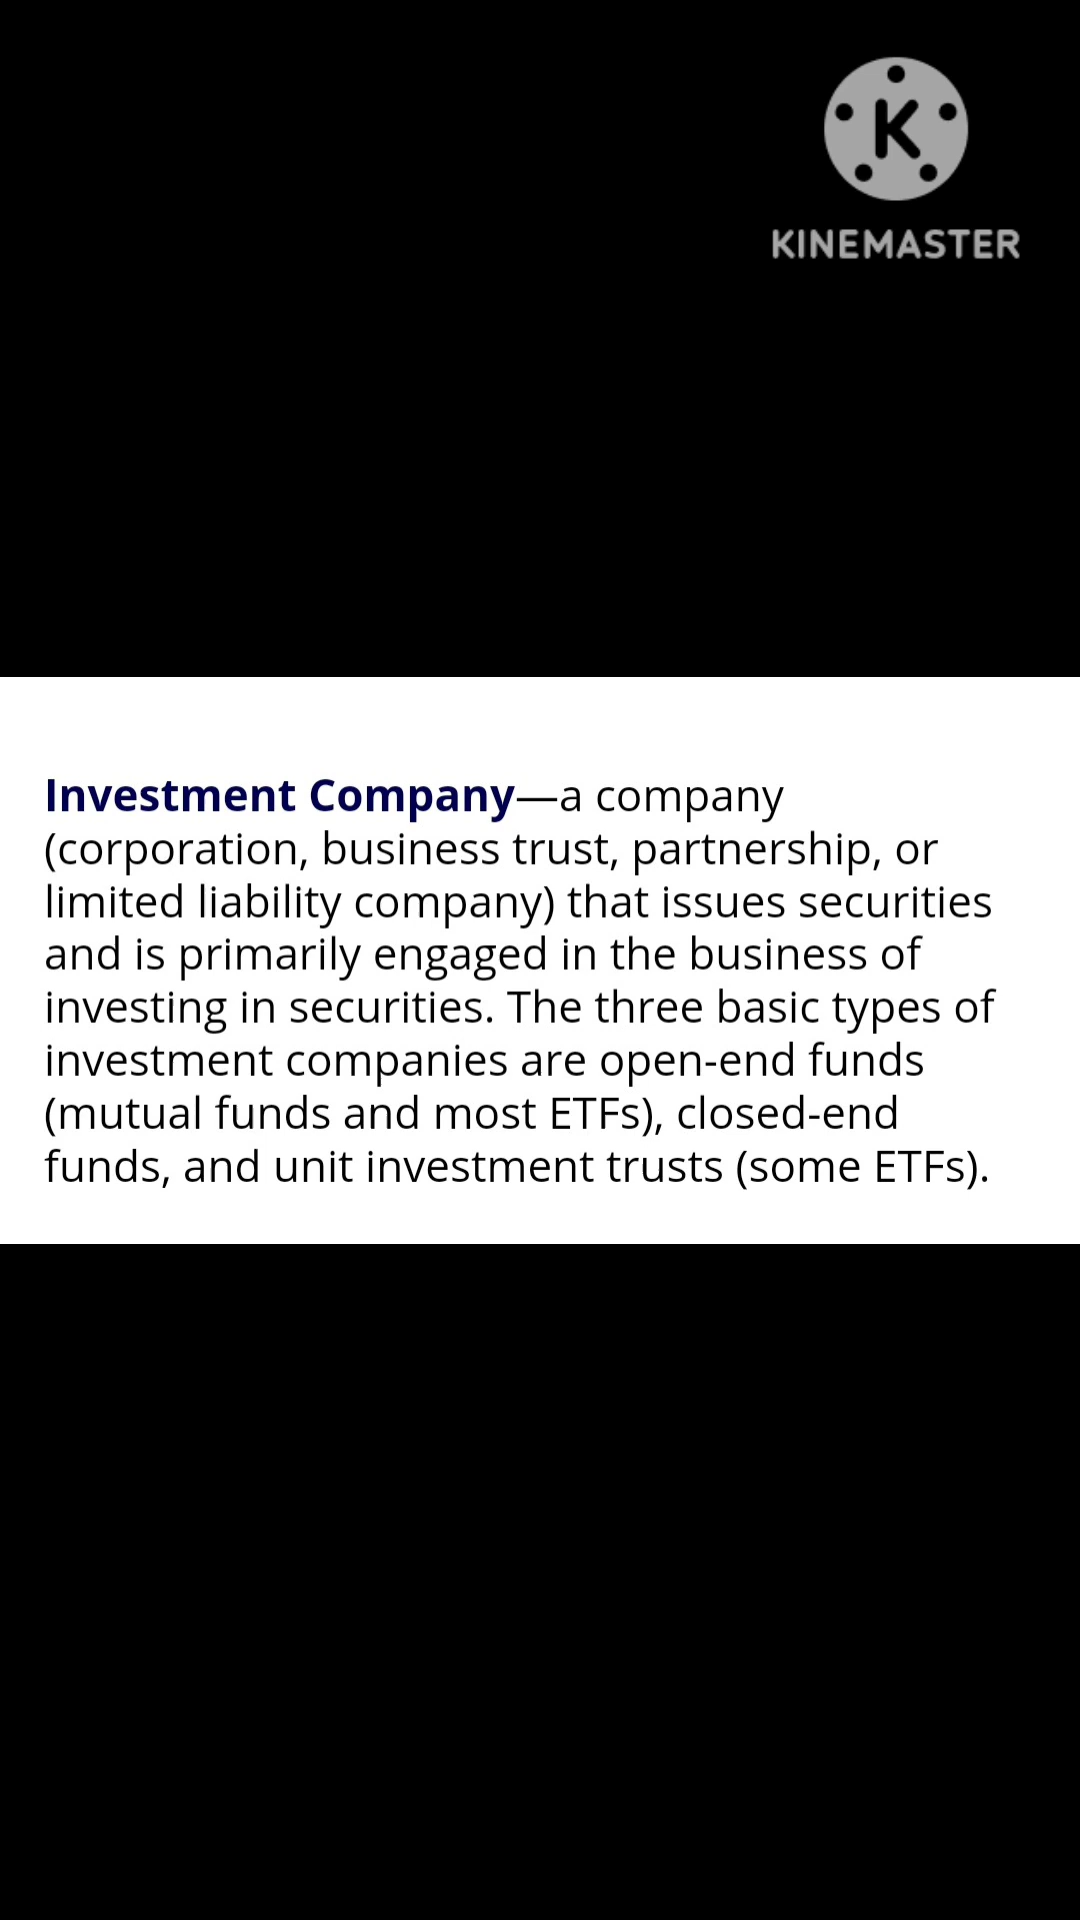 K
KINEMASTER
Investment Company—a company
(corporation, business trust, partnership, or
limited liability company) that issues securities
and is primarily engaged in the business of
investing in securities. The three basic types of
investment companies are open-end funds
(mutual funds and most ETFs), closed-end
funds, and unit investment trusts (some ETFs).